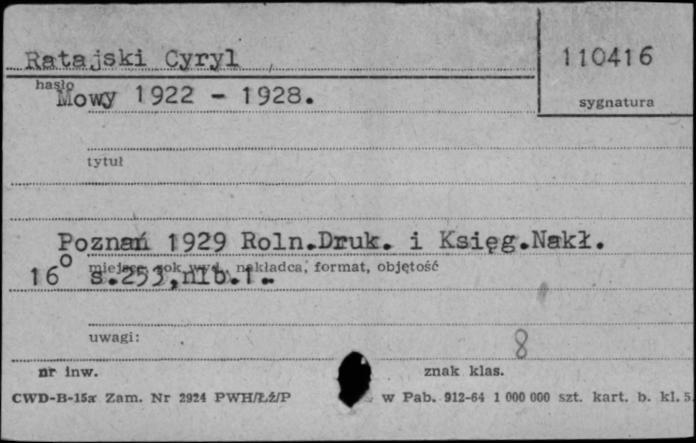 Ratajski Cyryl
110416
hasło
sygnatura
Mowy 1922 - 1928.
tytuł
Poznań 1929 Roln.Druk. i Księg.Nakł.
miejsce, rok wyd., nakładca, format, objętość
16° s.253,nlb.1.
uwagi:
8
nr inw.
znak klas.
CWD-B-15a Zam. Nr 2924 PWH/Łż/P
w Pab. 912-64 1 000 000 szt. kart. b. kl. 5.